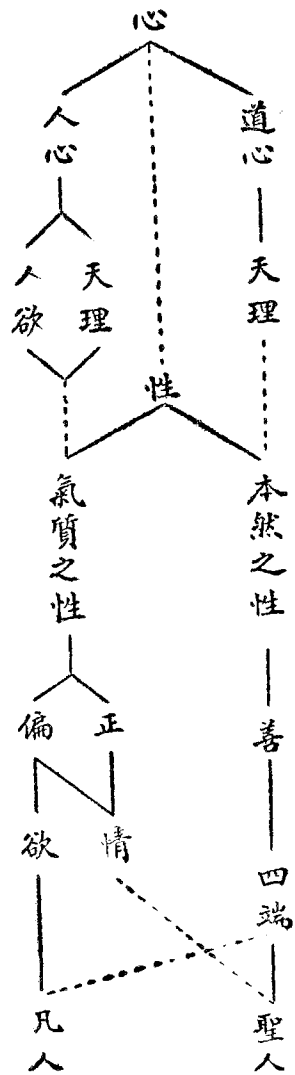 心
人心
道心
人欲
天理
天理
性
氣質之性
本然之性
偏
正
善
欲
情
四端
凡人
聖人